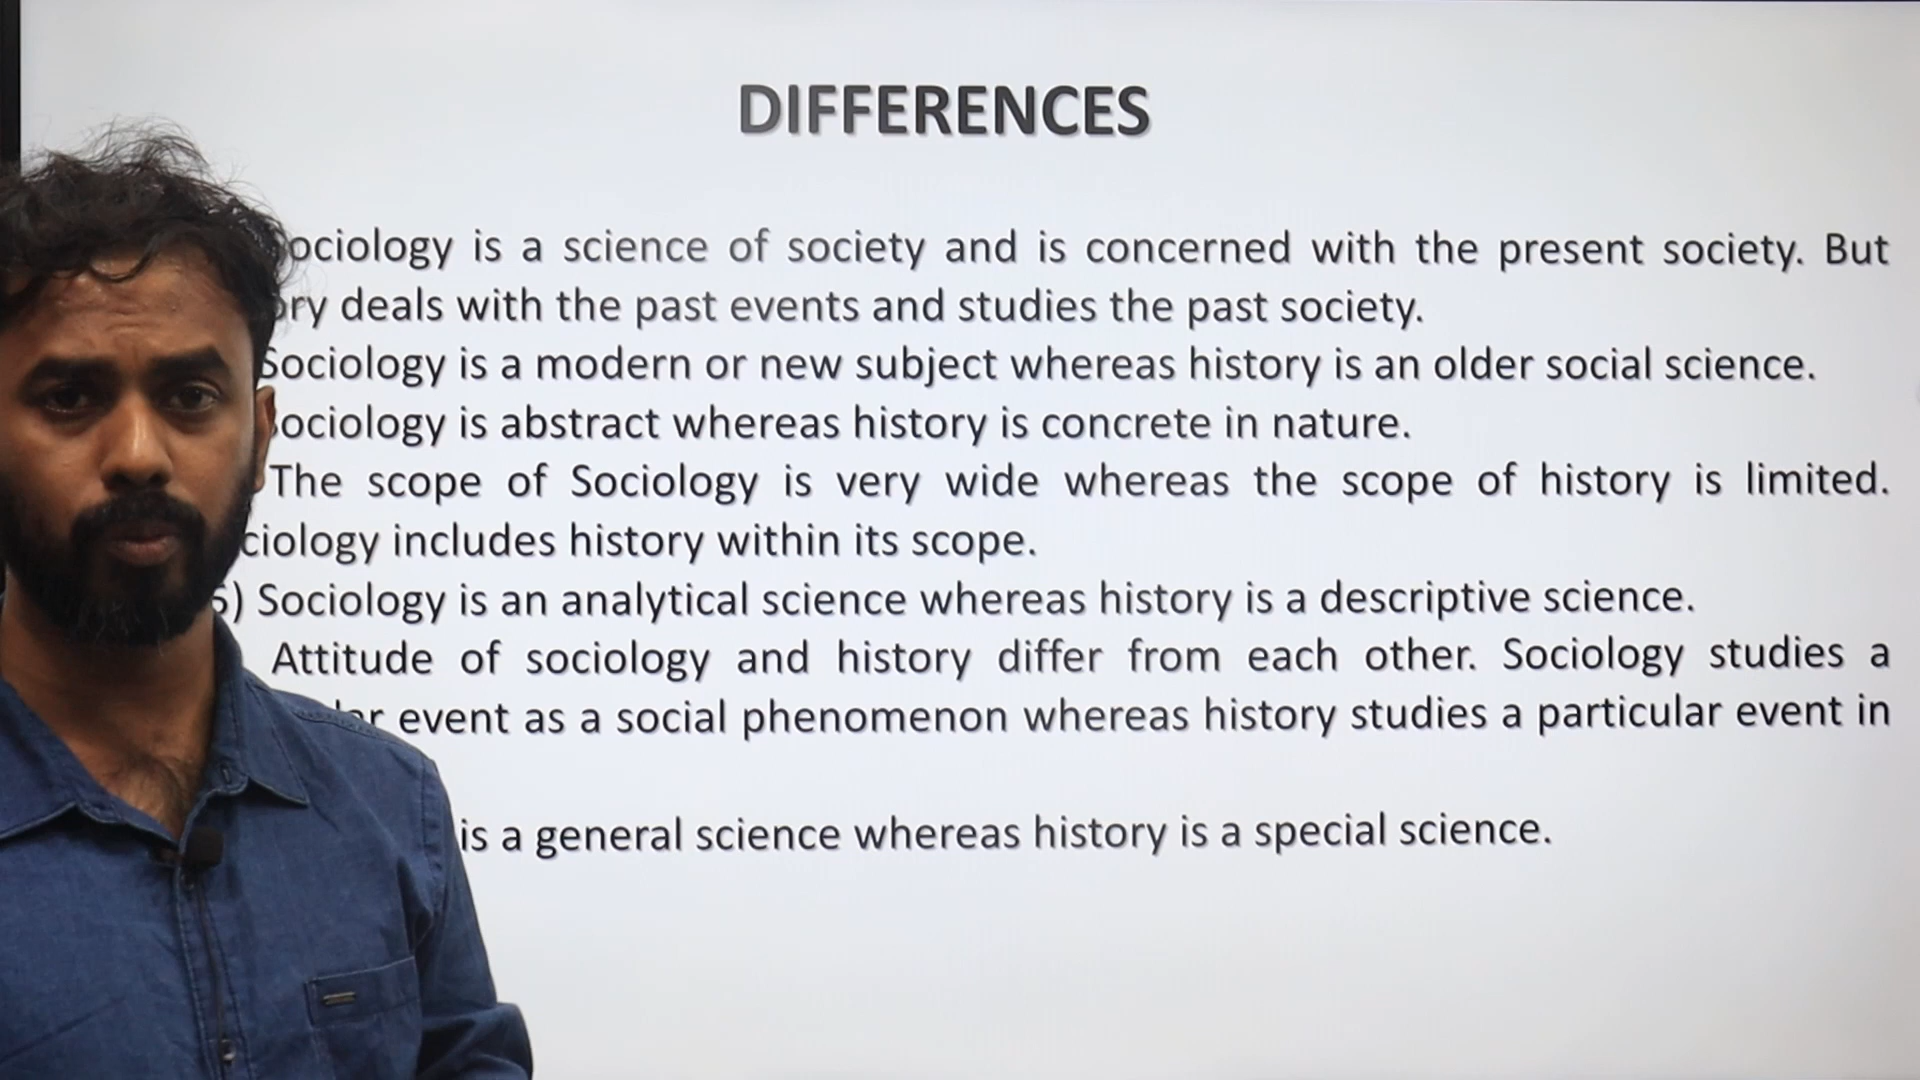 DIFFERENCES
ociology is a science of society and is concerned with the present society. But
ory deals with the past events and studies the past society.
Sociology is a modern or new subject whereas history is an older social science.
Sociology is abstract whereas history is concrete in nature.
The scope of Sociology is very wide whereas the scope of history is limited.
ciology includes history within its scope.
5) Sociology is an analytical science whereas history is a descriptive science.
Attitude of sociology and history differ from each other. Sociology studies a
lar event as a social phenomenon whereas history studies a particular event in
is a general science whereas history is a special science.